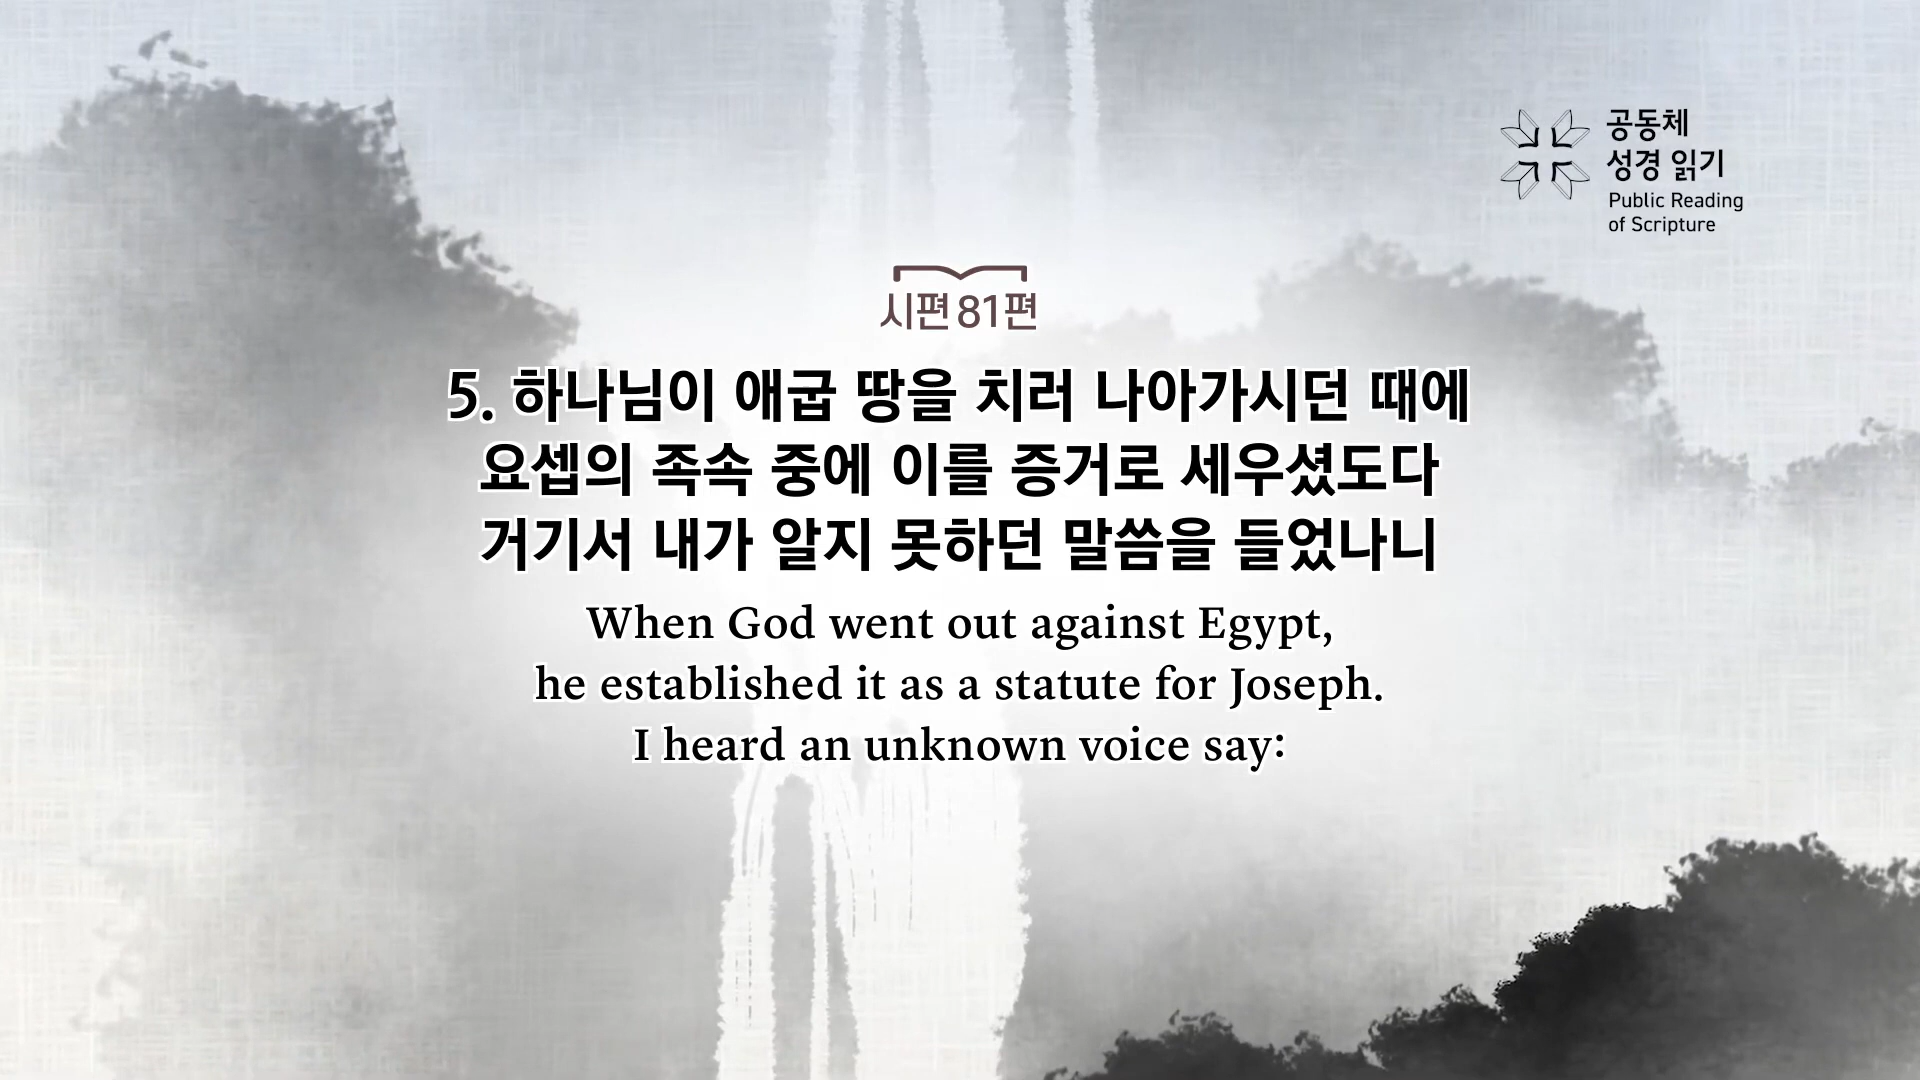 공동체
성경 읽기
Public Reading
of Scripture
시편 81편
5. 하나님이 애굽 땅을 치러 나아가시던 때에
요셉의 족속 중에 이를 증거로 세우셨도다
거기서 내가 알지 못하던 말씀을 들었나니
When God went out against Egypt,
he established it as a statute for Joseph.
I heard an unknown voice say: